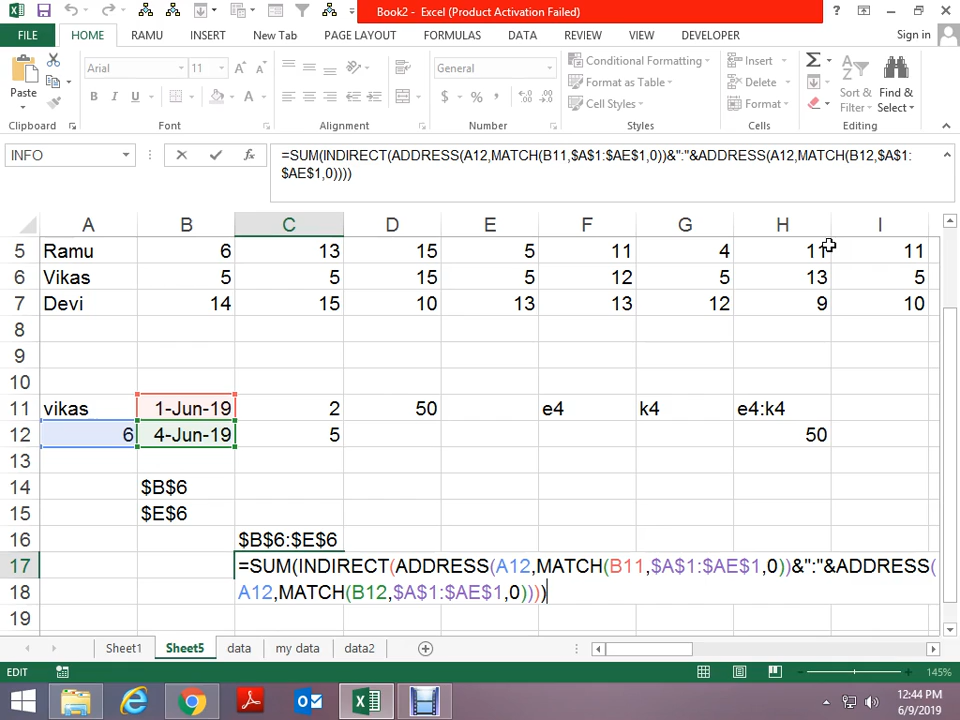 Book2 - Excel (Product Activation Failed)
FILE HOME RAMU INSERT New Tab PAGE LAYOUT FORMULAS DATA REVIEW VIEW DEVELOPER Sign in
Paste Arial 11 General Conditional Formatting Insert
Format as Table Delete Sort & Find &
Cell Styles Format Filter Select
Clipboard Font Alignment Number Styles Cells Editing
INFO =SUM(INDIRECT(ADDRESS(A12,MATCH(B11,$A$1:$AE$1,0))&":"&ADDRESS(A12,MATCH(B12,$A$1:
$AE$1,0))))
A B C D E F G H I
5 Ramu 6 13 15 5 11 4 11 11
6 Vikas 5 5 15 5 12 5 13 5
7 Devi 14 15 10 13 13 12 9 10
8
9
10
11 vikas 1-Jun-19 2 50 e4 k4 e4:k4
12 6 4-Jun-19 5 50
13
14 $B$6
15 $E$6
16 $B$6:$E$6
17 =SUM(INDIRECT(ADDRESS(A12,MATCH(B11,$A$1:$AE$1,0))&":"&ADDRESS(
18 A12,MATCH(B12,$A$1:$AE$1,0))))
19
Sheet1 Sheet5 data my data data2
EDIT 145%
12:44 PM
6/9/2019